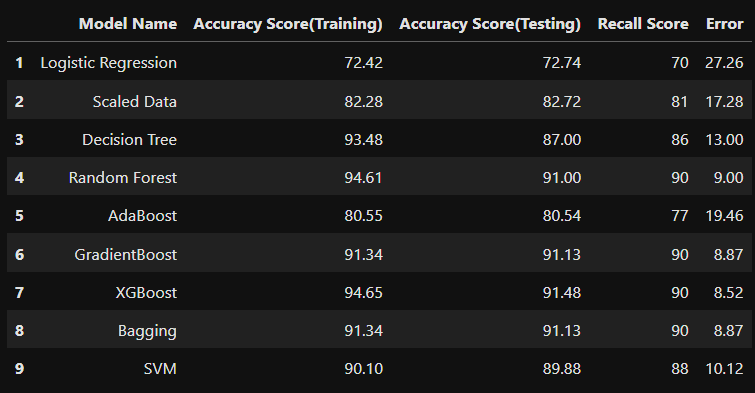 Model Name Accuracy Score(Training) Accuracy Score(Testing) Recall Score Error
1 Logistic Regression 72.42 72.74 70 27.26
2 Scaled Data 82.28 82.72 81 17.28
3 Decision Tree 93.48 87.00 86 13.00
4 Random Forest 94.61 91.00 90 9.00
5 AdaBoost 80.55 80.54 77 19.46
6 GradientBoost 91.34 91.13 90 8.87
7 XGBoost 94.65 91.48 90 8.52
8 Bagging 91.34 91.13 90 8.87
9 SVM 90.10 89.88 88 10.12